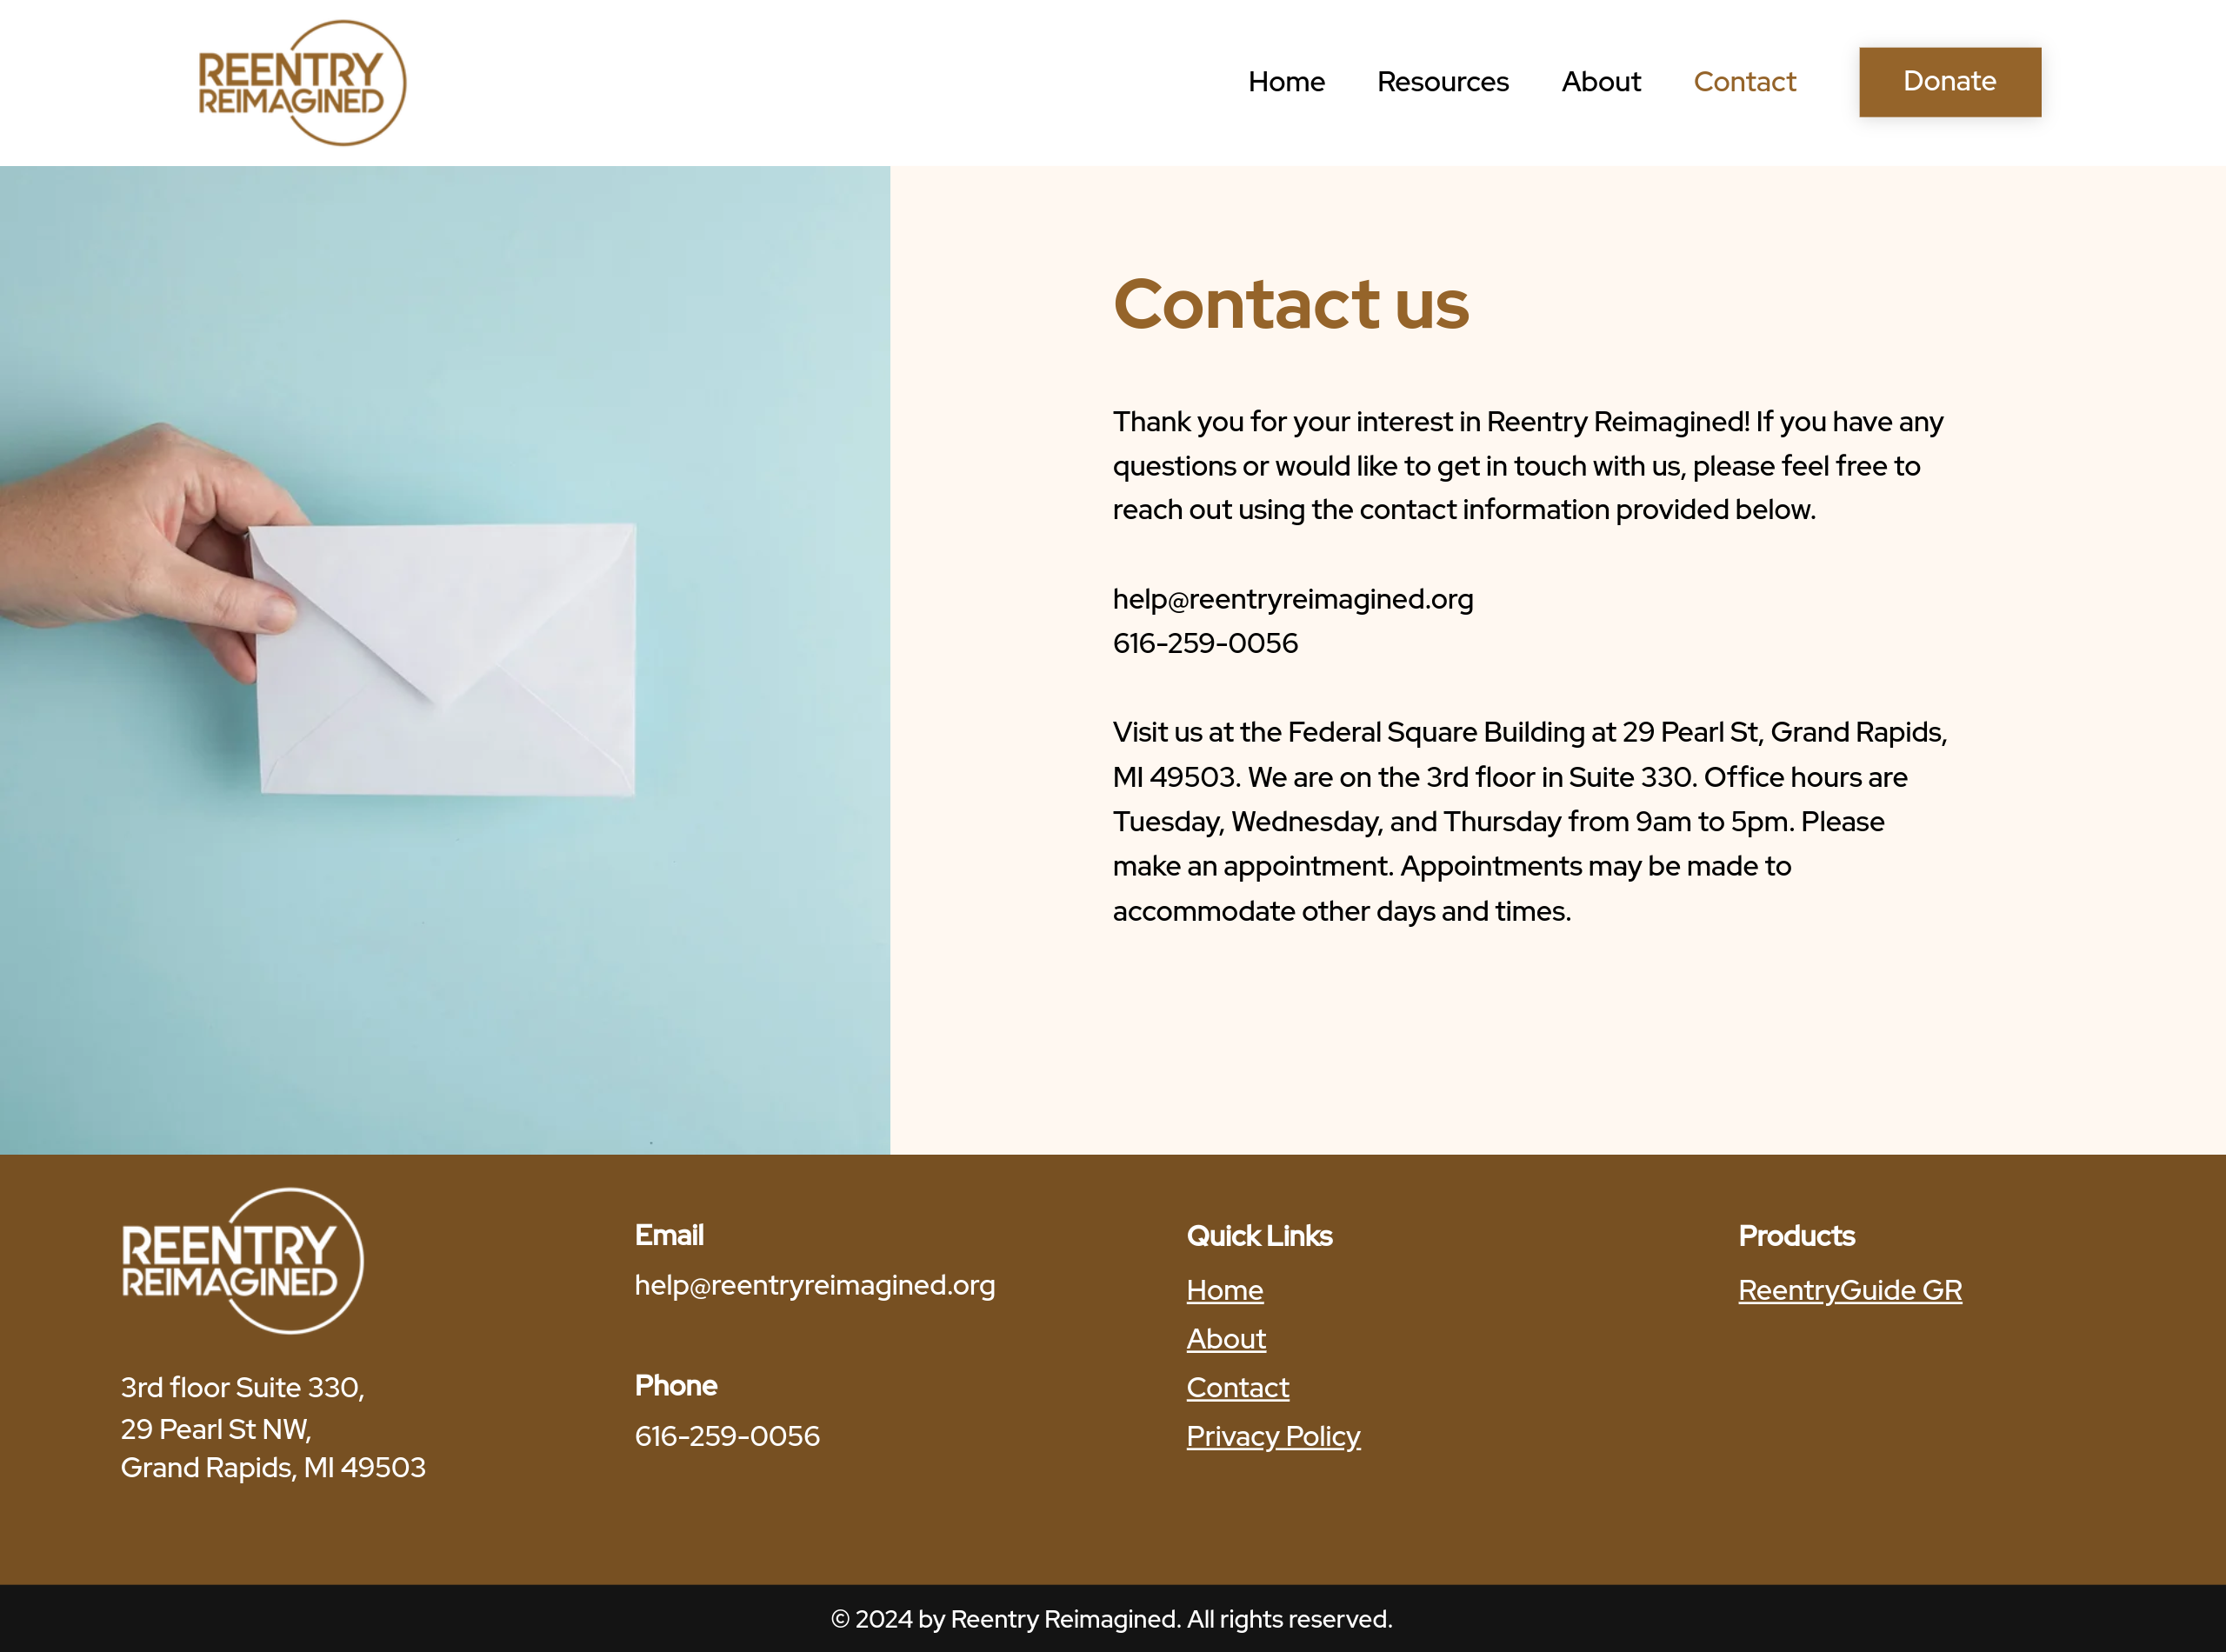 REENTRY
REIMAGINED
Home
Resources
About
Contact
Donate
Contact us
Thank you for your interest in Reentry Reimagined! If you have any
questions or would like to get in touch with us, please feel free to
reach out using the contact information provided below.
help@reentryreimagined.org
616-259-0056
Visit us at the Federal Square Building at 29 Pearl St, Grand Rapids,
MI 49503. We are on the 3rd floor in Suite 330. Office hours are
Tuesday, Wednesday, and Thursday from 9am to 5pm. Please
make an appointment. Appointments may be made to
accommodate other days and times.
REENTRY
REIMAGINED
3rd floor Suite 330,
29 Pearl St NW,
Grand Rapids, MI 49503
Email
help@reentryreimagined.org
Phone
616-259-0056
Quick Links
Home
About
Contact
Privacy Policy
Products
ReentryGuide GR
© 2024 by Reentry Reimagined. All rights reserved.